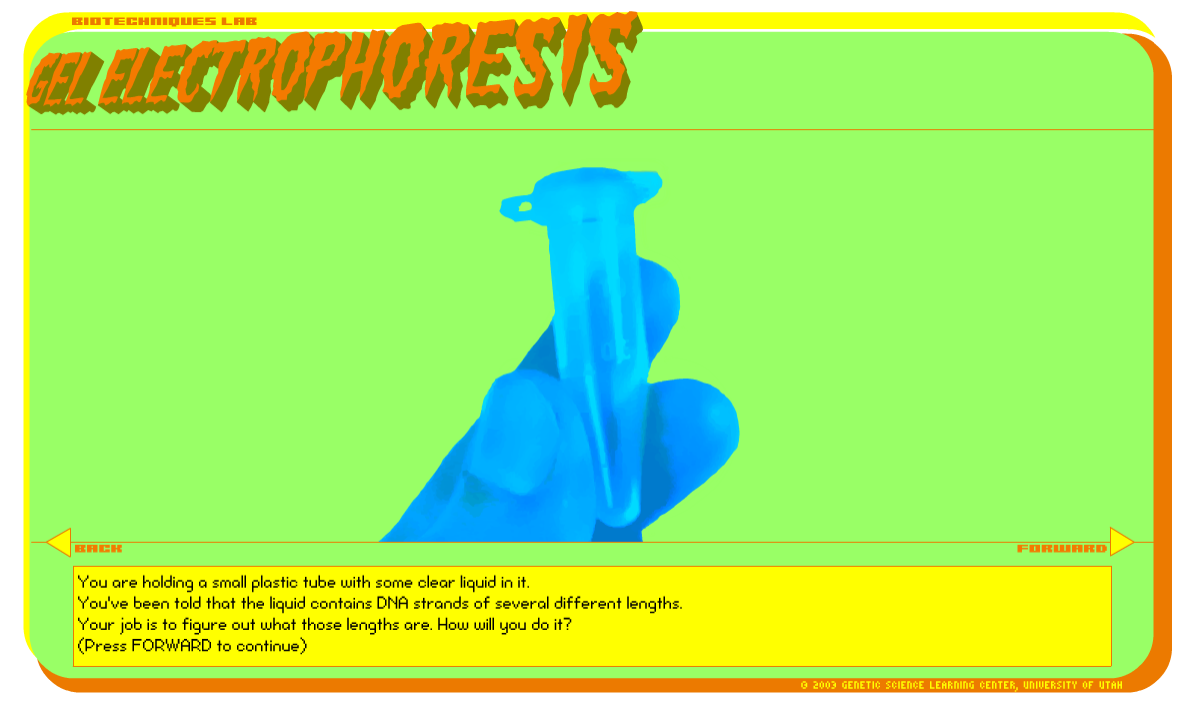 BIOTECHNIQUES LAB
GEL ELECTROPHORESIS
BACK
FORWARD
You are holding a small plastic tube with some clear liquid in it.
You've been told that the liquid contains DNA strands of several different lengths.
Your job is to figure out what those lengths are. How will you do it?
(Press FORWARD to continue)
© 2003 GENETIC SCIENCE LEARNING CENTER, UNIVERSITY OF UTAH